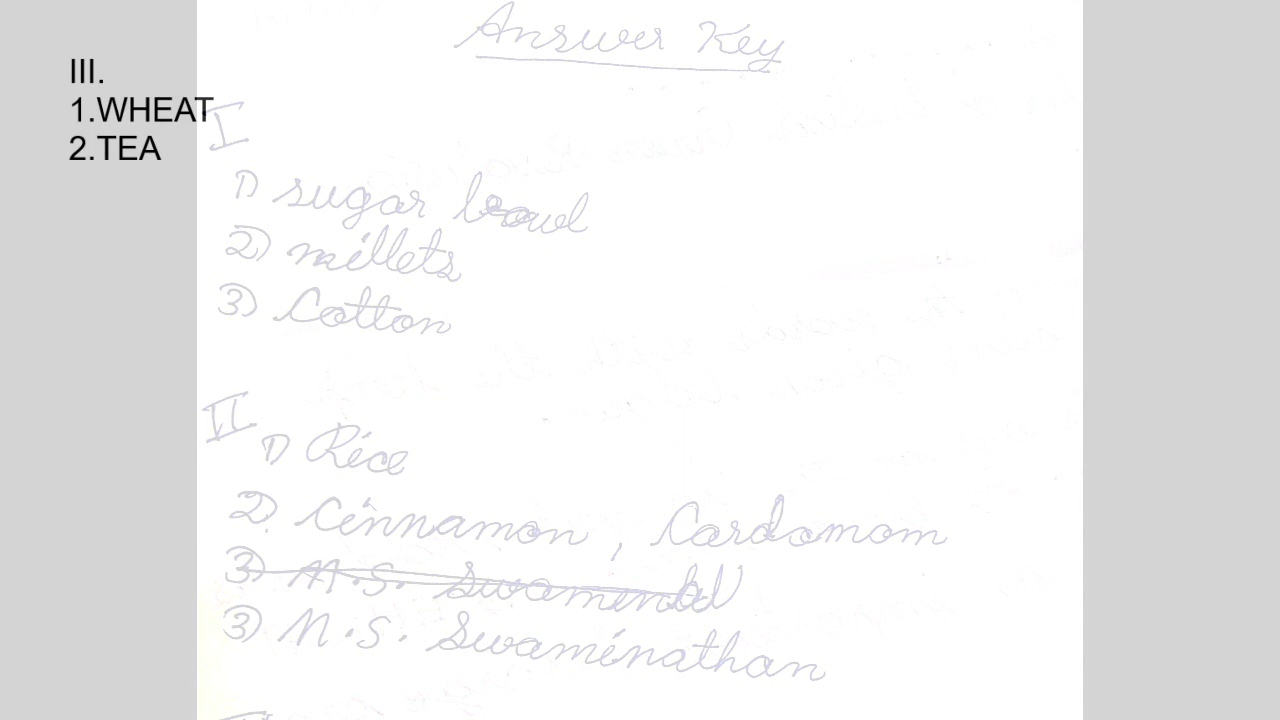 Answer Key
III.
1.WHEAT
2.TEA
I
1) sugar bowl
2) millets
3) Cotton
II
1) Rice
2) Cinnamon, Cardamom
3) M.S. Swamin
3) M.S. Swaminathan